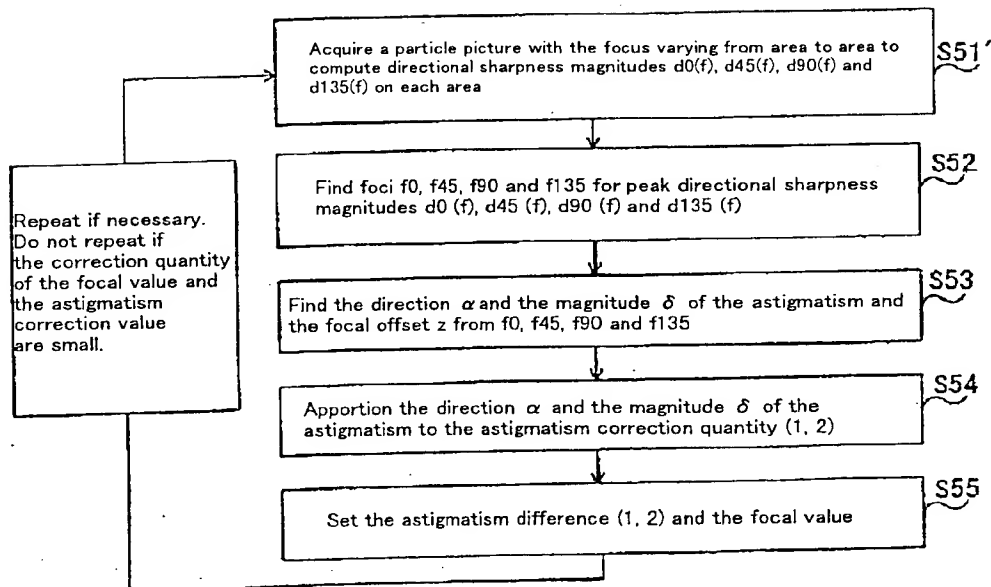 Acquire a particle picture with the focus varying from area to area to
compute directional sharpness magnitudes d0(f), d45(f), d90(f) and
d135(f) on each area
S51′
Find foci f0, f45, f90 and f135 for peak directional sharpness
magnitudes d0 (f), d45 (f), d90 (f) and d135 (f)
S52
Repeat if necessary.
Do not repeat if
the correction quantity
of the focal value and
the astigmatism
correction value
are small.
Find the direction α and the magnitude δ of the astigmatism and
the focal offset z from f0, f45, f90 and f135
S53
Apportion the direction α and the magnitude δ of the
astigmatism to the astigmatism correction quantity (1, 2)
S54
Set the astigmatism difference (1, 2) and the focal value
S55